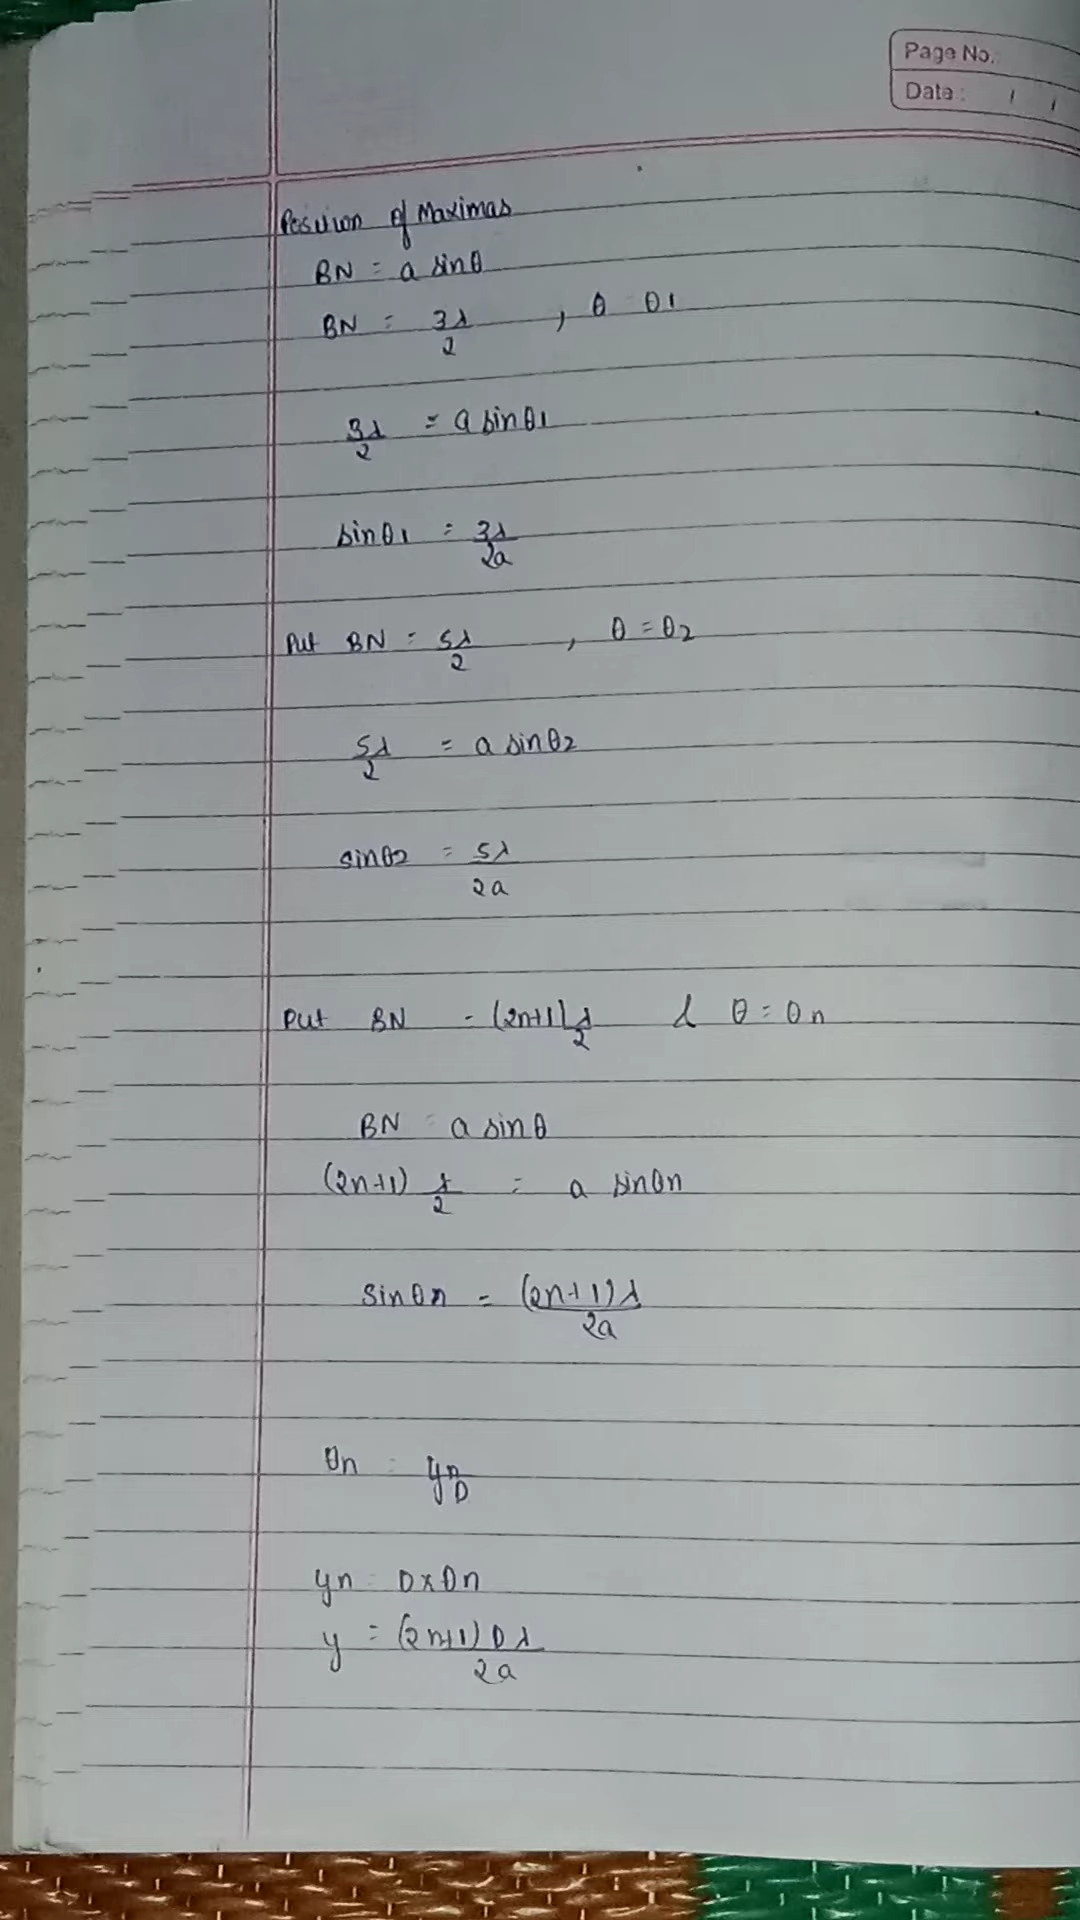 Page No.
Date : / /
Position of Maximas
BN = a sinθ
BN = 3λ/2 , θ = θ1
3λ/2 = a sinθ1
sinθ1 = 3λ/2a
Put BN = 5λ/2 , θ = θ2
5λ/2 = a sinθ2
sinθ2 = 5λ/2a
Put BN = (2n+1)λ/2 & θ = θn
BN = a sinθ
(2n+1) λ/2 = a sinθn
sinθn = (2n+1)λ/2a
θn = yn/D
yn = D×θn
y = (2n+1)Dλ/2a